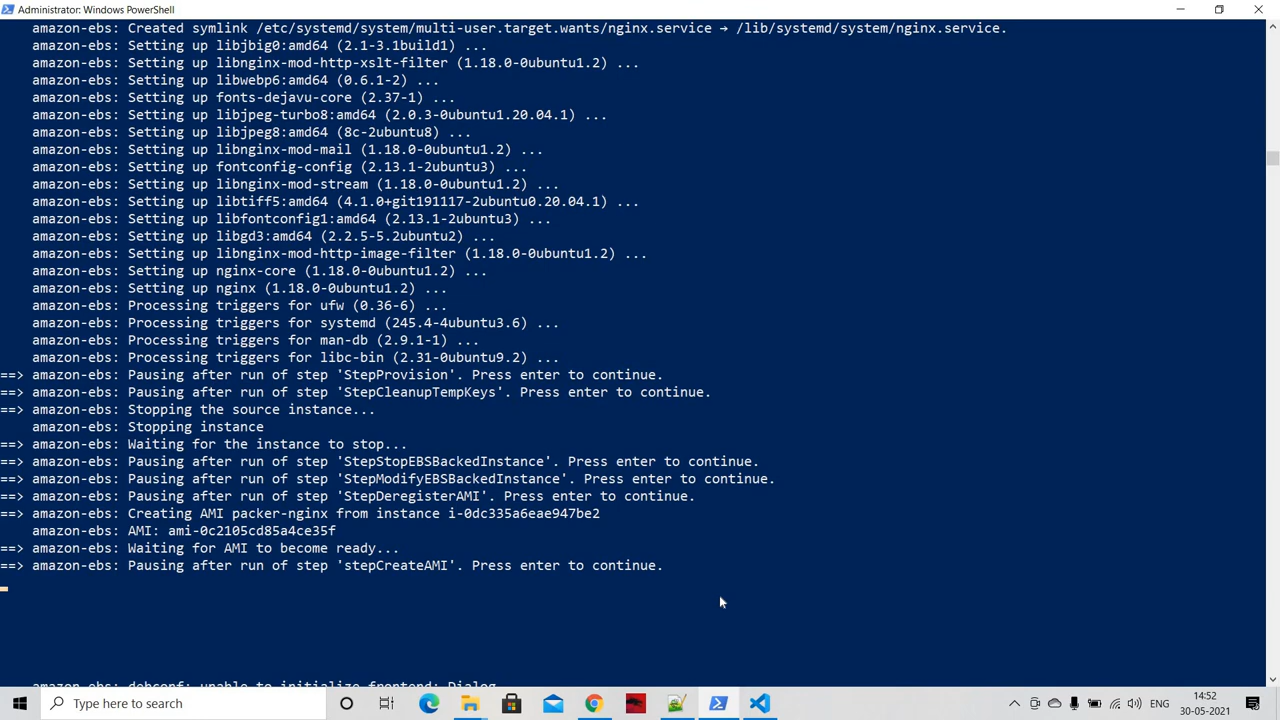 Administrator: Windows PowerShell
amazon-ebs: Created symlink /etc/systemd/system/multi-user.target.wants/nginx.service → /lib/systemd/system/nginx.service.
amazon-ebs: Setting up libjbig0:amd64 (2.1-3.1build1) ...
amazon-ebs: Setting up libnginx-mod-http-xslt-filter (1.18.0-0ubuntu1.2) ...
amazon-ebs: Setting up libwebp6:amd64 (0.6.1-2) ...
amazon-ebs: Setting up fonts-dejavu-core (2.37-1) ...
amazon-ebs: Setting up libjpeg-turbo8:amd64 (2.0.3-0ubuntu1.20.04.1) ...
amazon-ebs: Setting up libjpeg8:amd64 (8c-2ubuntu8) ...
amazon-ebs: Setting up libnginx-mod-mail (1.18.0-0ubuntu1.2) ...
amazon-ebs: Setting up fontconfig-config (2.13.1-2ubuntu3) ...
amazon-ebs: Setting up libnginx-mod-stream (1.18.0-0ubuntu1.2) ...
amazon-ebs: Setting up libtiff5:amd64 (4.1.0+git191117-2ubuntu0.20.04.1) ...
amazon-ebs: Setting up libfontconfig1:amd64 (2.13.1-2ubuntu3) ...
amazon-ebs: Setting up libgd3:amd64 (2.2.5-5.2ubuntu2) ...
amazon-ebs: Setting up libnginx-mod-http-image-filter (1.18.0-0ubuntu1.2) ...
amazon-ebs: Setting up nginx-core (1.18.0-0ubuntu1.2) ...
amazon-ebs: Setting up nginx (1.18.0-0ubuntu1.2) ...
amazon-ebs: Processing triggers for ufw (0.36-6) ...
amazon-ebs: Processing triggers for systemd (245.4-4ubuntu3.6) ...
amazon-ebs: Processing triggers for man-db (2.9.1-1) ...
amazon-ebs: Processing triggers for libc-bin (2.31-0ubuntu9.2) ...
==> amazon-ebs: Pausing after run of step 'StepProvision'. Press enter to continue.
==> amazon-ebs: Pausing after run of step 'StepCleanupTempKeys'. Press enter to continue.
==> amazon-ebs: Stopping the source instance...
amazon-ebs: Stopping instance
==> amazon-ebs: Waiting for the instance to stop...
==> amazon-ebs: Pausing after run of step 'StepStopEBSBackedInstance'. Press enter to continue.
==> amazon-ebs: Pausing after run of step 'StepModifyEBSBackedInstance'. Press enter to continue.
==> amazon-ebs: Pausing after run of step 'StepDeregisterAMI'. Press enter to continue.
==> amazon-ebs: Creating AMI packer-nginx from instance i-0dc335a6eae947be2
amazon-ebs: AMI: ami-0c2105cd85a4ce35f
==> amazon-ebs: Waiting for AMI to become ready...
==> amazon-ebs: Pausing after run of step 'stepCreateAMI'. Press enter to continue.
amazon-ebs: debconf: unable to initialize frontend: Dialog
Type here to search
ENG
14:52
30-05-2021